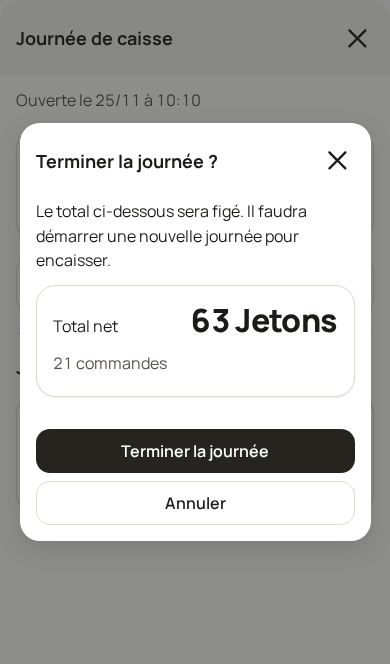 Journée de caisse
Ouverte le 25/11 à 10:10
Terminer la journée ?
Le total ci-dessous sera figé. Il faudra
démarrer une nouvelle journée pour
encaisser.
Total net
63 Jetons
21 commandes
Terminer la journée
Annuler